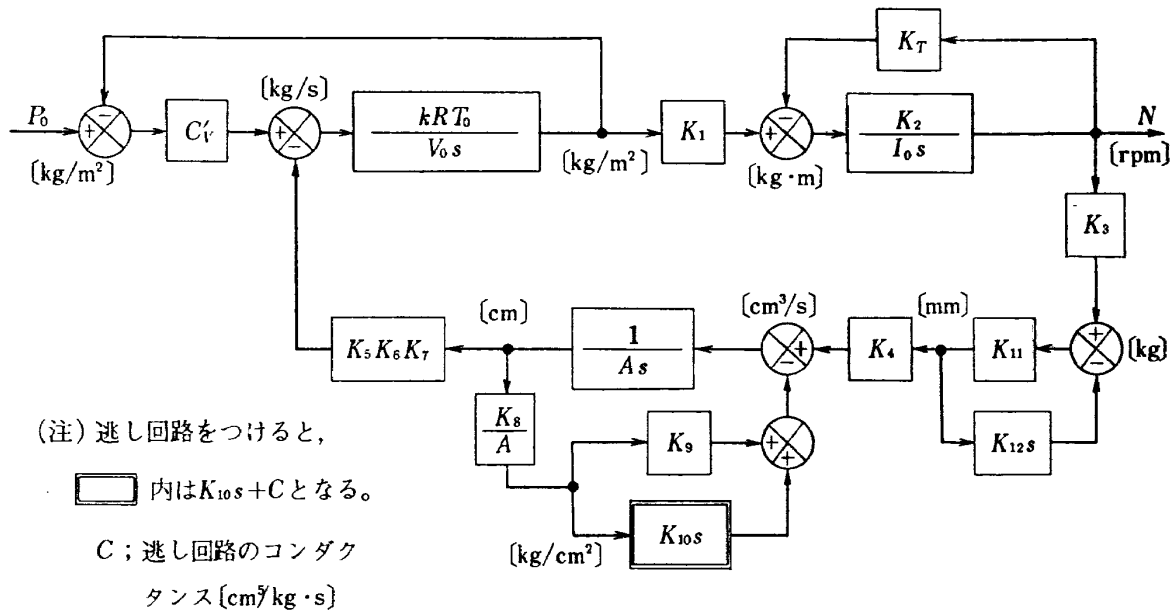 K_T
[kg/s]
P₀
C'_V
kRT₀
V₀s
K₁
K₂
I₀s
N
[kg/m²]
[kg/m²]
[kg·m]
[rpm]
K₃
[cm]
[cm³/s]
[mm]
K₅K₆K₇
1
As
K₄
K₁₁
[kg]
K₈
A
K₉
K₁₂s
K₁₀s
[kg/cm²]
(注)逃し回路をつけると,
内はK₁₀s+Cとなる。
C;逃し回路のコンダク
タンス[cm⁵/kg·s]